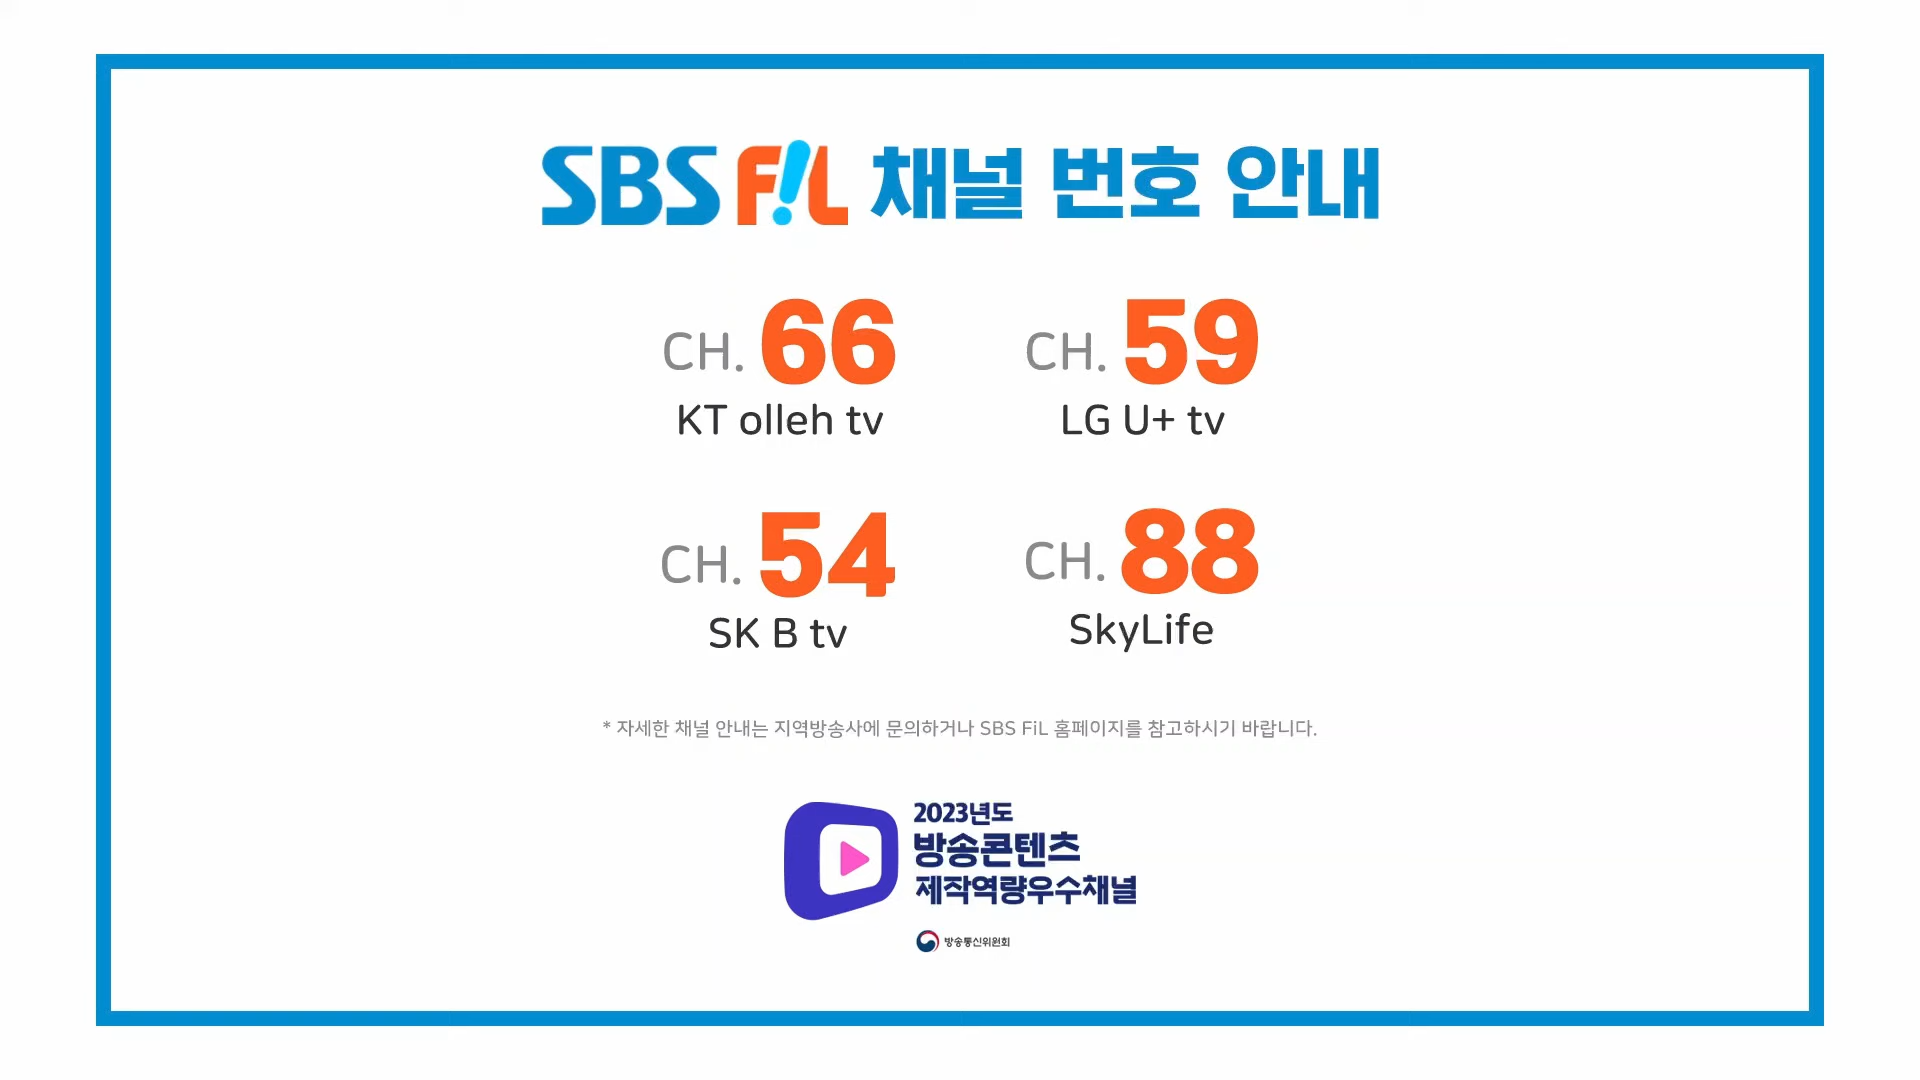 SBS F!L 채널 번호 안내
CH. 66
KT olleh tv
CH. 59
LG U+ tv
CH. 54
SK B tv
CH. 88
SkyLife
* 자세한 채널 안내는 지역방송사에 문의하거나 SBS FiL 홈페이지를 참고하시기 바랍니다.
2023년도
방송콘텐츠
제작역량우수채널
방송통신위원회